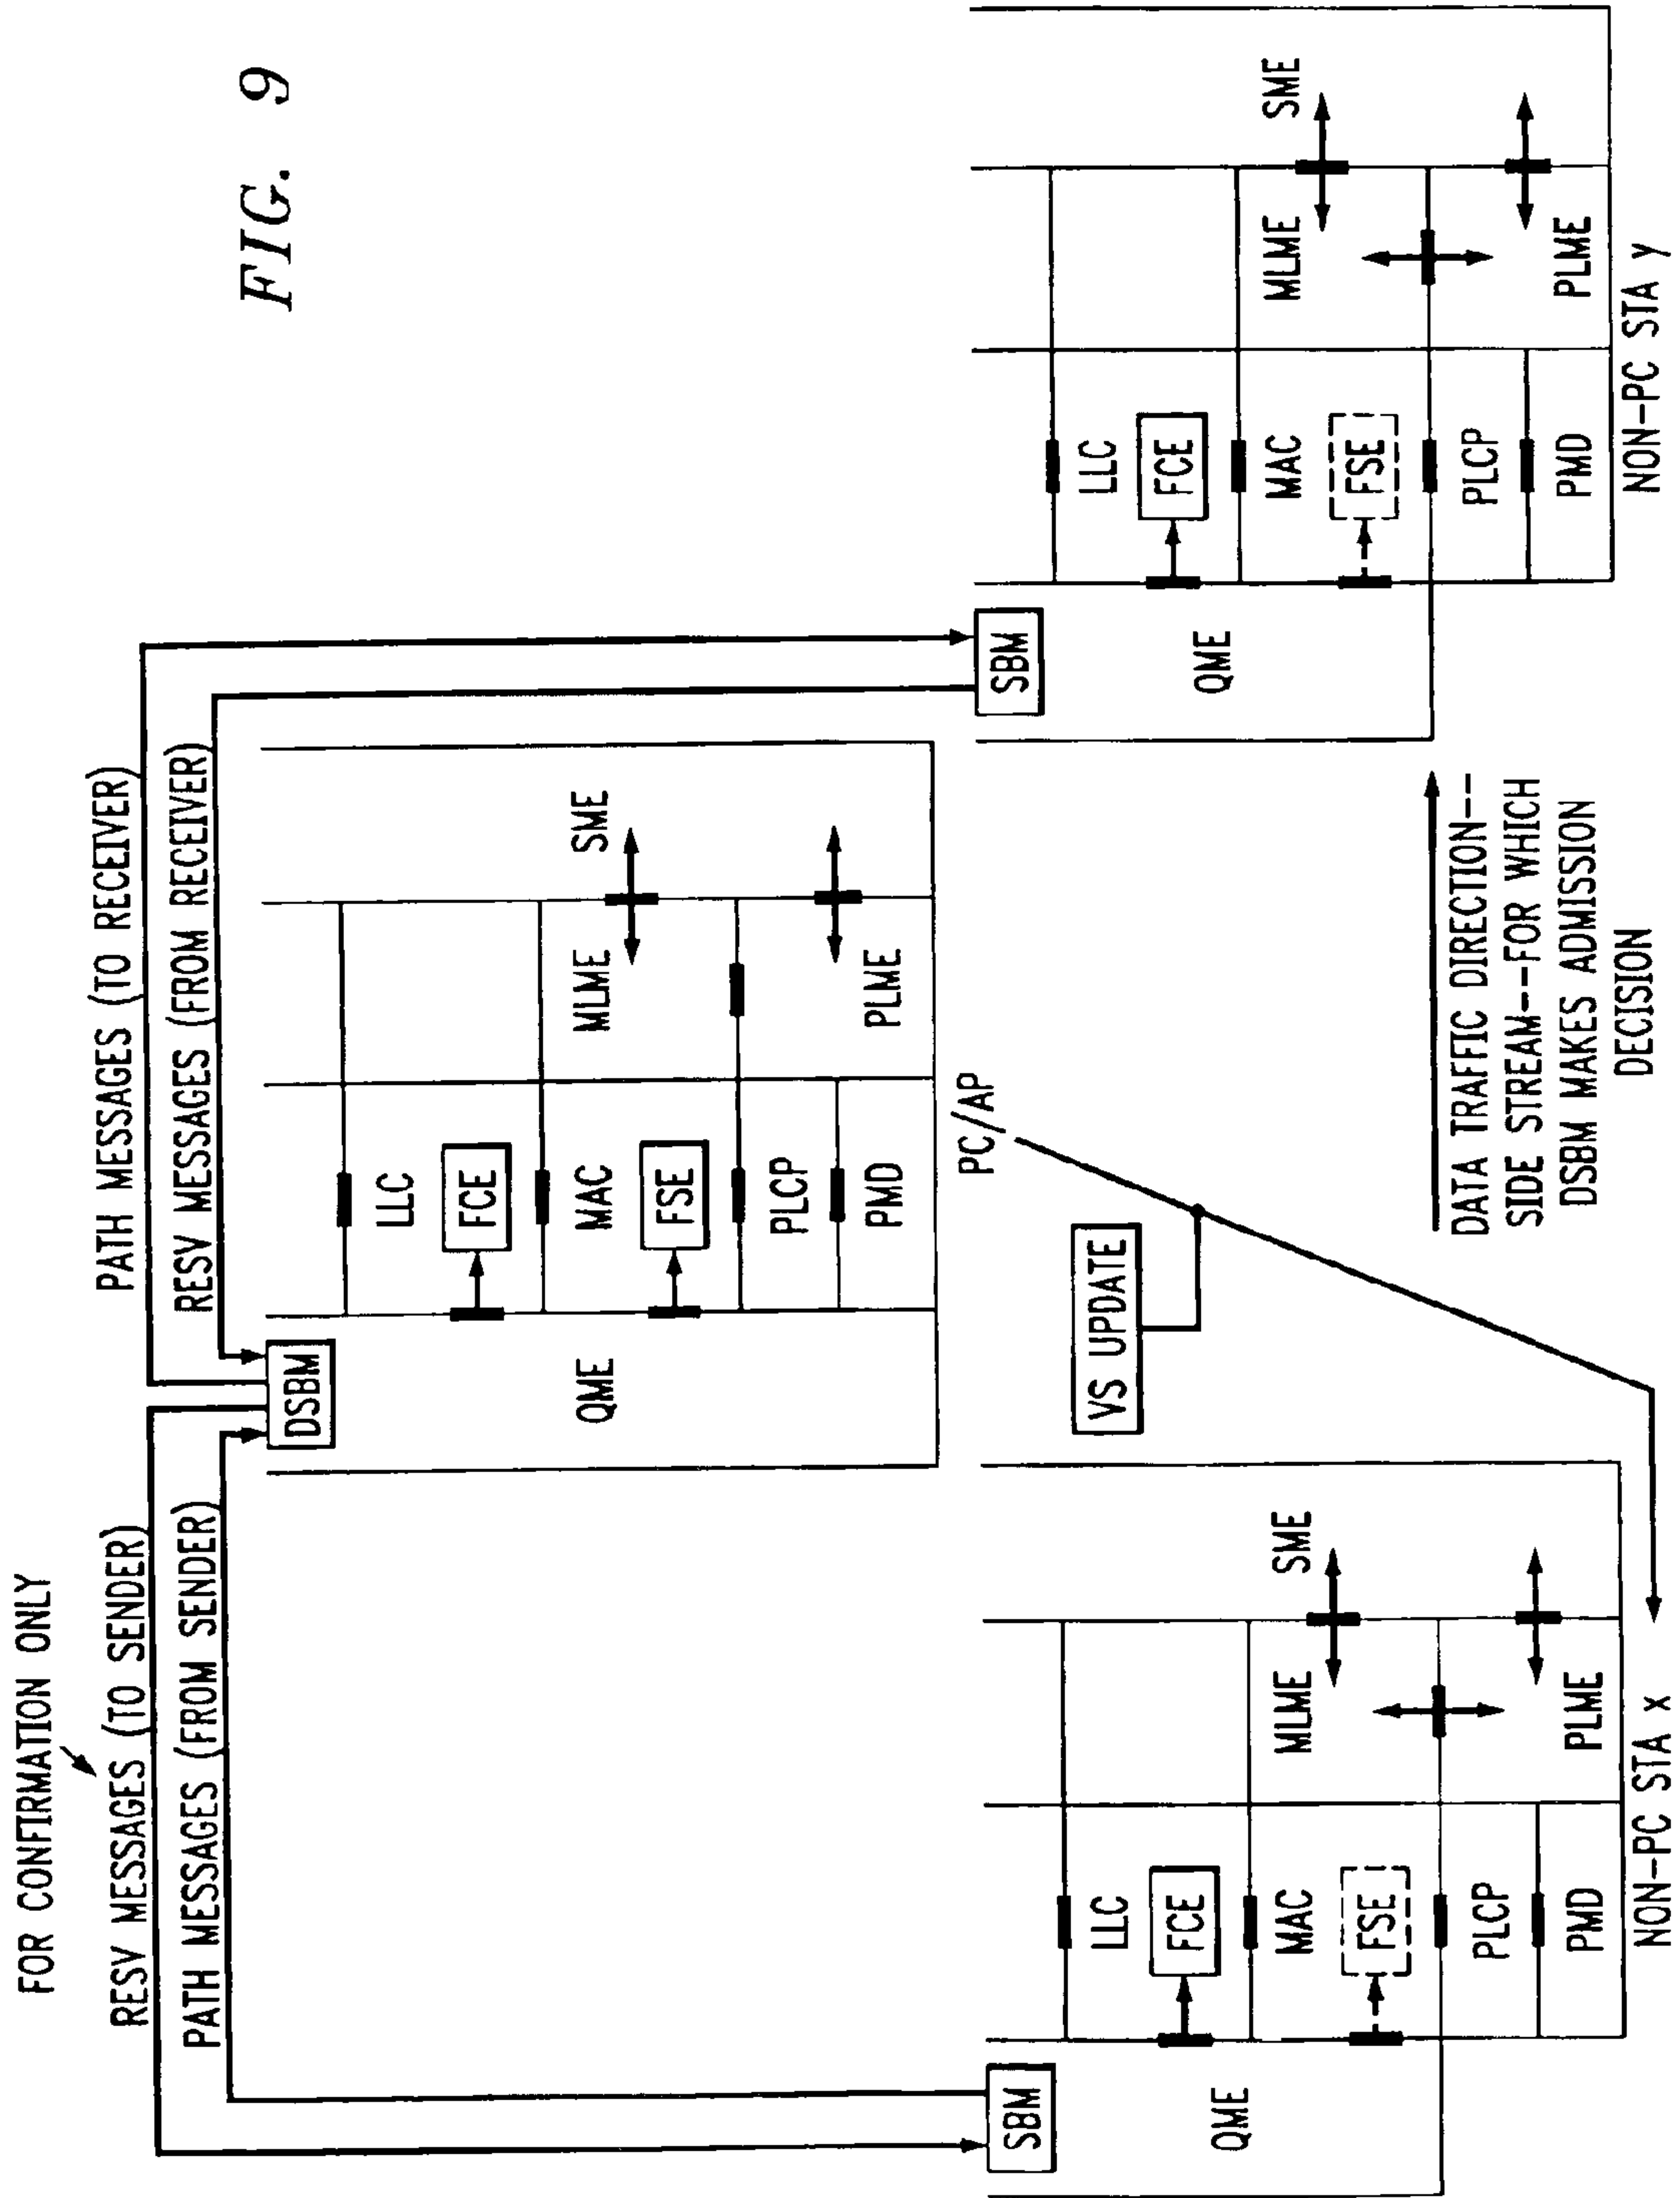 FIG. 9
FOR CONFIRMATION ONLY
RESV MESSAGES (TO SENDER)
PATH MESSAGES (FROM SENDER)
PATH MESSAGES (TO RECEIVER)
RESV MESSAGES (FROM RECEIVER)
DSBM
QME
LLC
FCE
MAC
FSE
PLCP
PMD
MLME
SME
PLME
PC/AP
VS UPDATE
SBM
QME
LLC
FCE
MAC
FSE
PLCP
PMD
MLME
SME
PLME
NON-PC STA x
SBM
QME
LLC
FCE
MAC
FSE
PLCP
PMD
MLME
SME
PLME
NON-PC STA y
DATA TRAFFIC DIRECTION--
SIDE STREAM--FOR WHICH
DSBM MAKES ADMISSION
DECISION